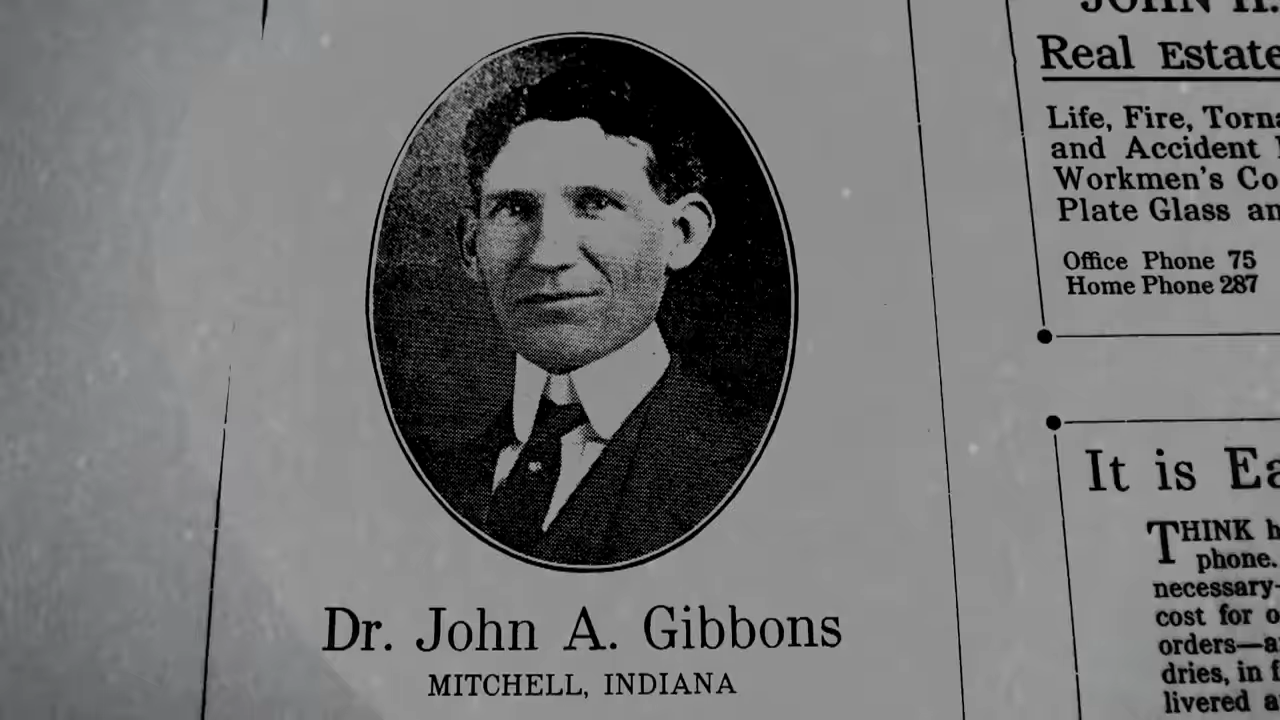 Dr. John A. Gibbons
MITCHELL, INDIANA
JOHN H.
Real Estate
Life, Fire, Torna
and Accident
Workmen's Co
Plate Glass an
Office Phone 75
Home Phone 287
It is Ea
THINK h
phone.
necessary-
cost for o
orders—a
dries, in f
livered a